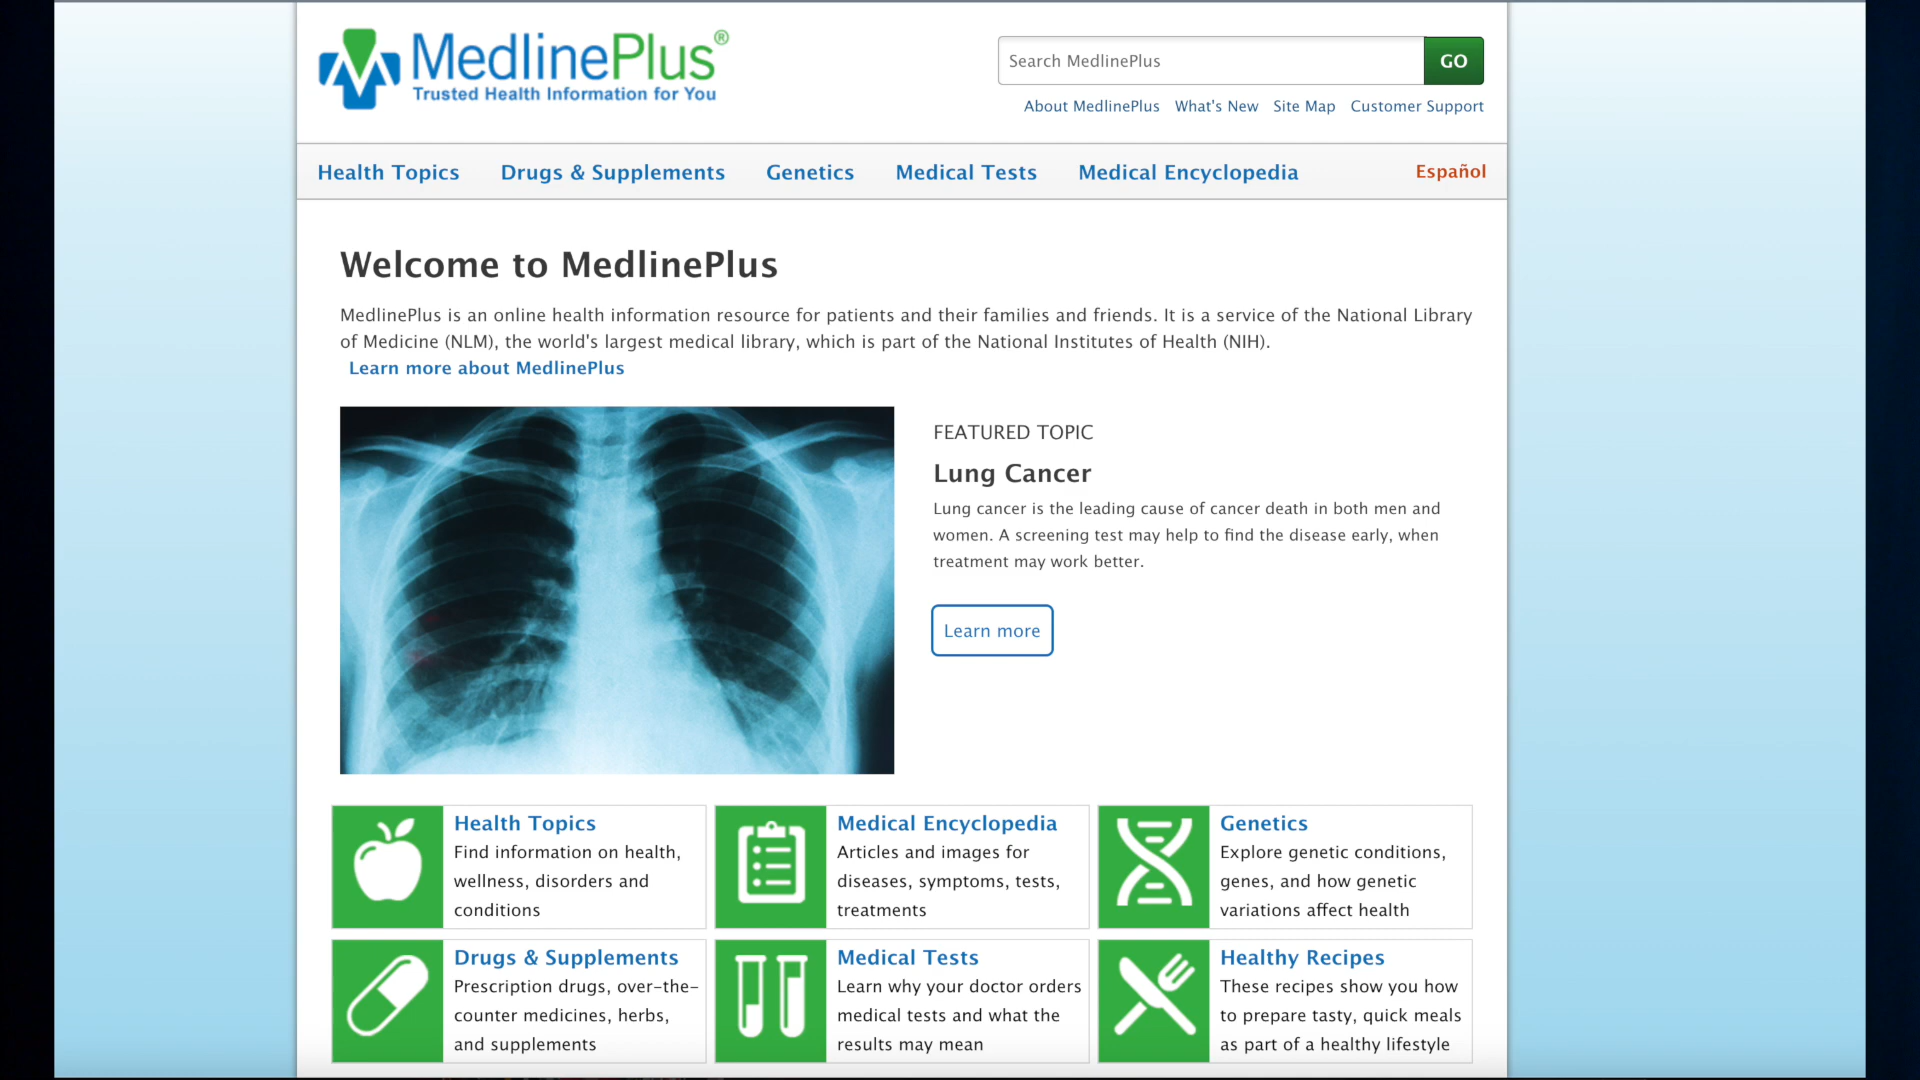 MedlinePlus®
Trusted Health Information for You
Search MedlinePlus
GO
About MedlinePlus What's New Site Map Customer Support
Health Topics Drugs & Supplements Genetics Medical Tests Medical Encyclopedia Español
Welcome to MedlinePlus
MedlinePlus is an online health information resource for patients and their families and friends. It is a service of the National Library
of Medicine (NLM), the world's largest medical library, which is part of the National Institutes of Health (NIH).
Learn more about MedlinePlus
FEATURED TOPIC
Lung Cancer
Lung cancer is the leading cause of cancer death in both men and
women. A screening test may help to find the disease early, when
treatment may work better.
Learn more
Health Topics
Find information on health,
wellness, disorders and
conditions
Medical Encyclopedia
Articles and images for
diseases, symptoms, tests,
treatments
Genetics
Explore genetic conditions,
genes, and how genetic
variations affect health
Drugs & Supplements
Prescription drugs, over-the-
counter medicines, herbs,
and supplements
Medical Tests
Learn why your doctor orders
medical tests and what the
results may mean
Healthy Recipes
These recipes show you how
to prepare tasty, quick meals
as part of a healthy lifestyle